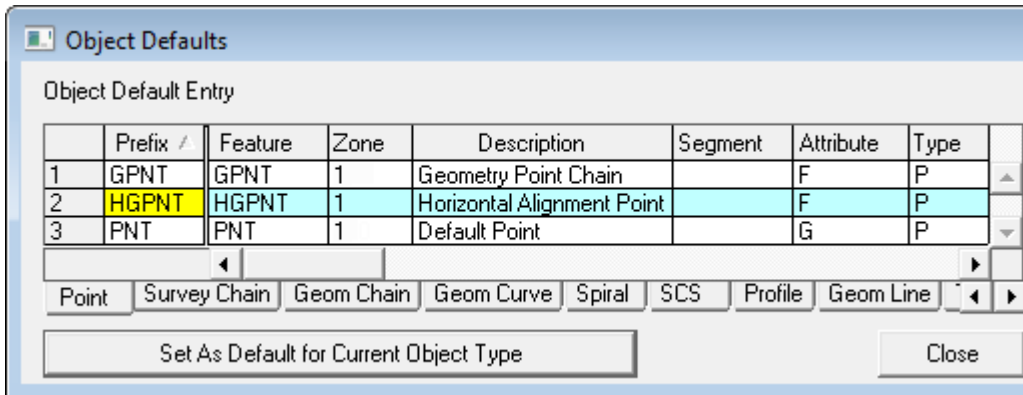 Object Defaults
Object Default Entry
Prefix Feature Zone Description Segment Attribute Type
1 GPNT GPNT 1 Geometry Point Chain F P
2 HGPNT HGPNT 1 Horizontal Alignment Point F P
3 PNT PNT 1 Default Point G P
Point Survey Chain Geom Chain Geom Curve Spiral SCS Profile Geom Line
Set As Default for Current Object Type Close